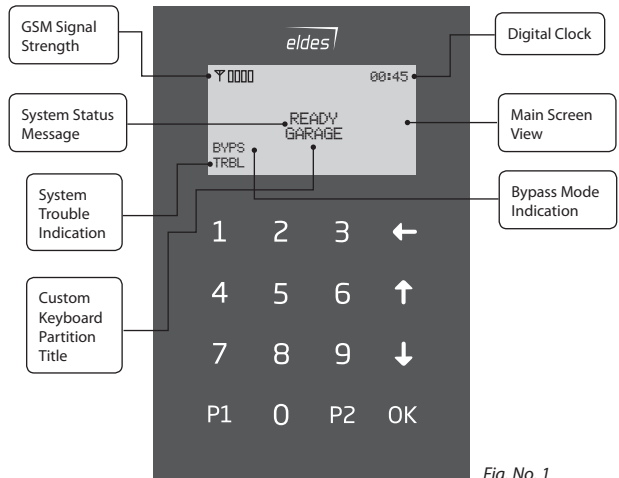 GSM Signal
Strength
eldes
Digital Clock
00:45
System Status
Message
READY
GARAGE
Main Screen
View
BYPS
TRBL
System
Trouble
Indication
Bypass Mode
Indication
1 2 3 ←
Custom
Keyboard
Partition
Title
4 5 6 ↑
7 8 9 ↓
P1 0 P2 OK
Fig. No. 1